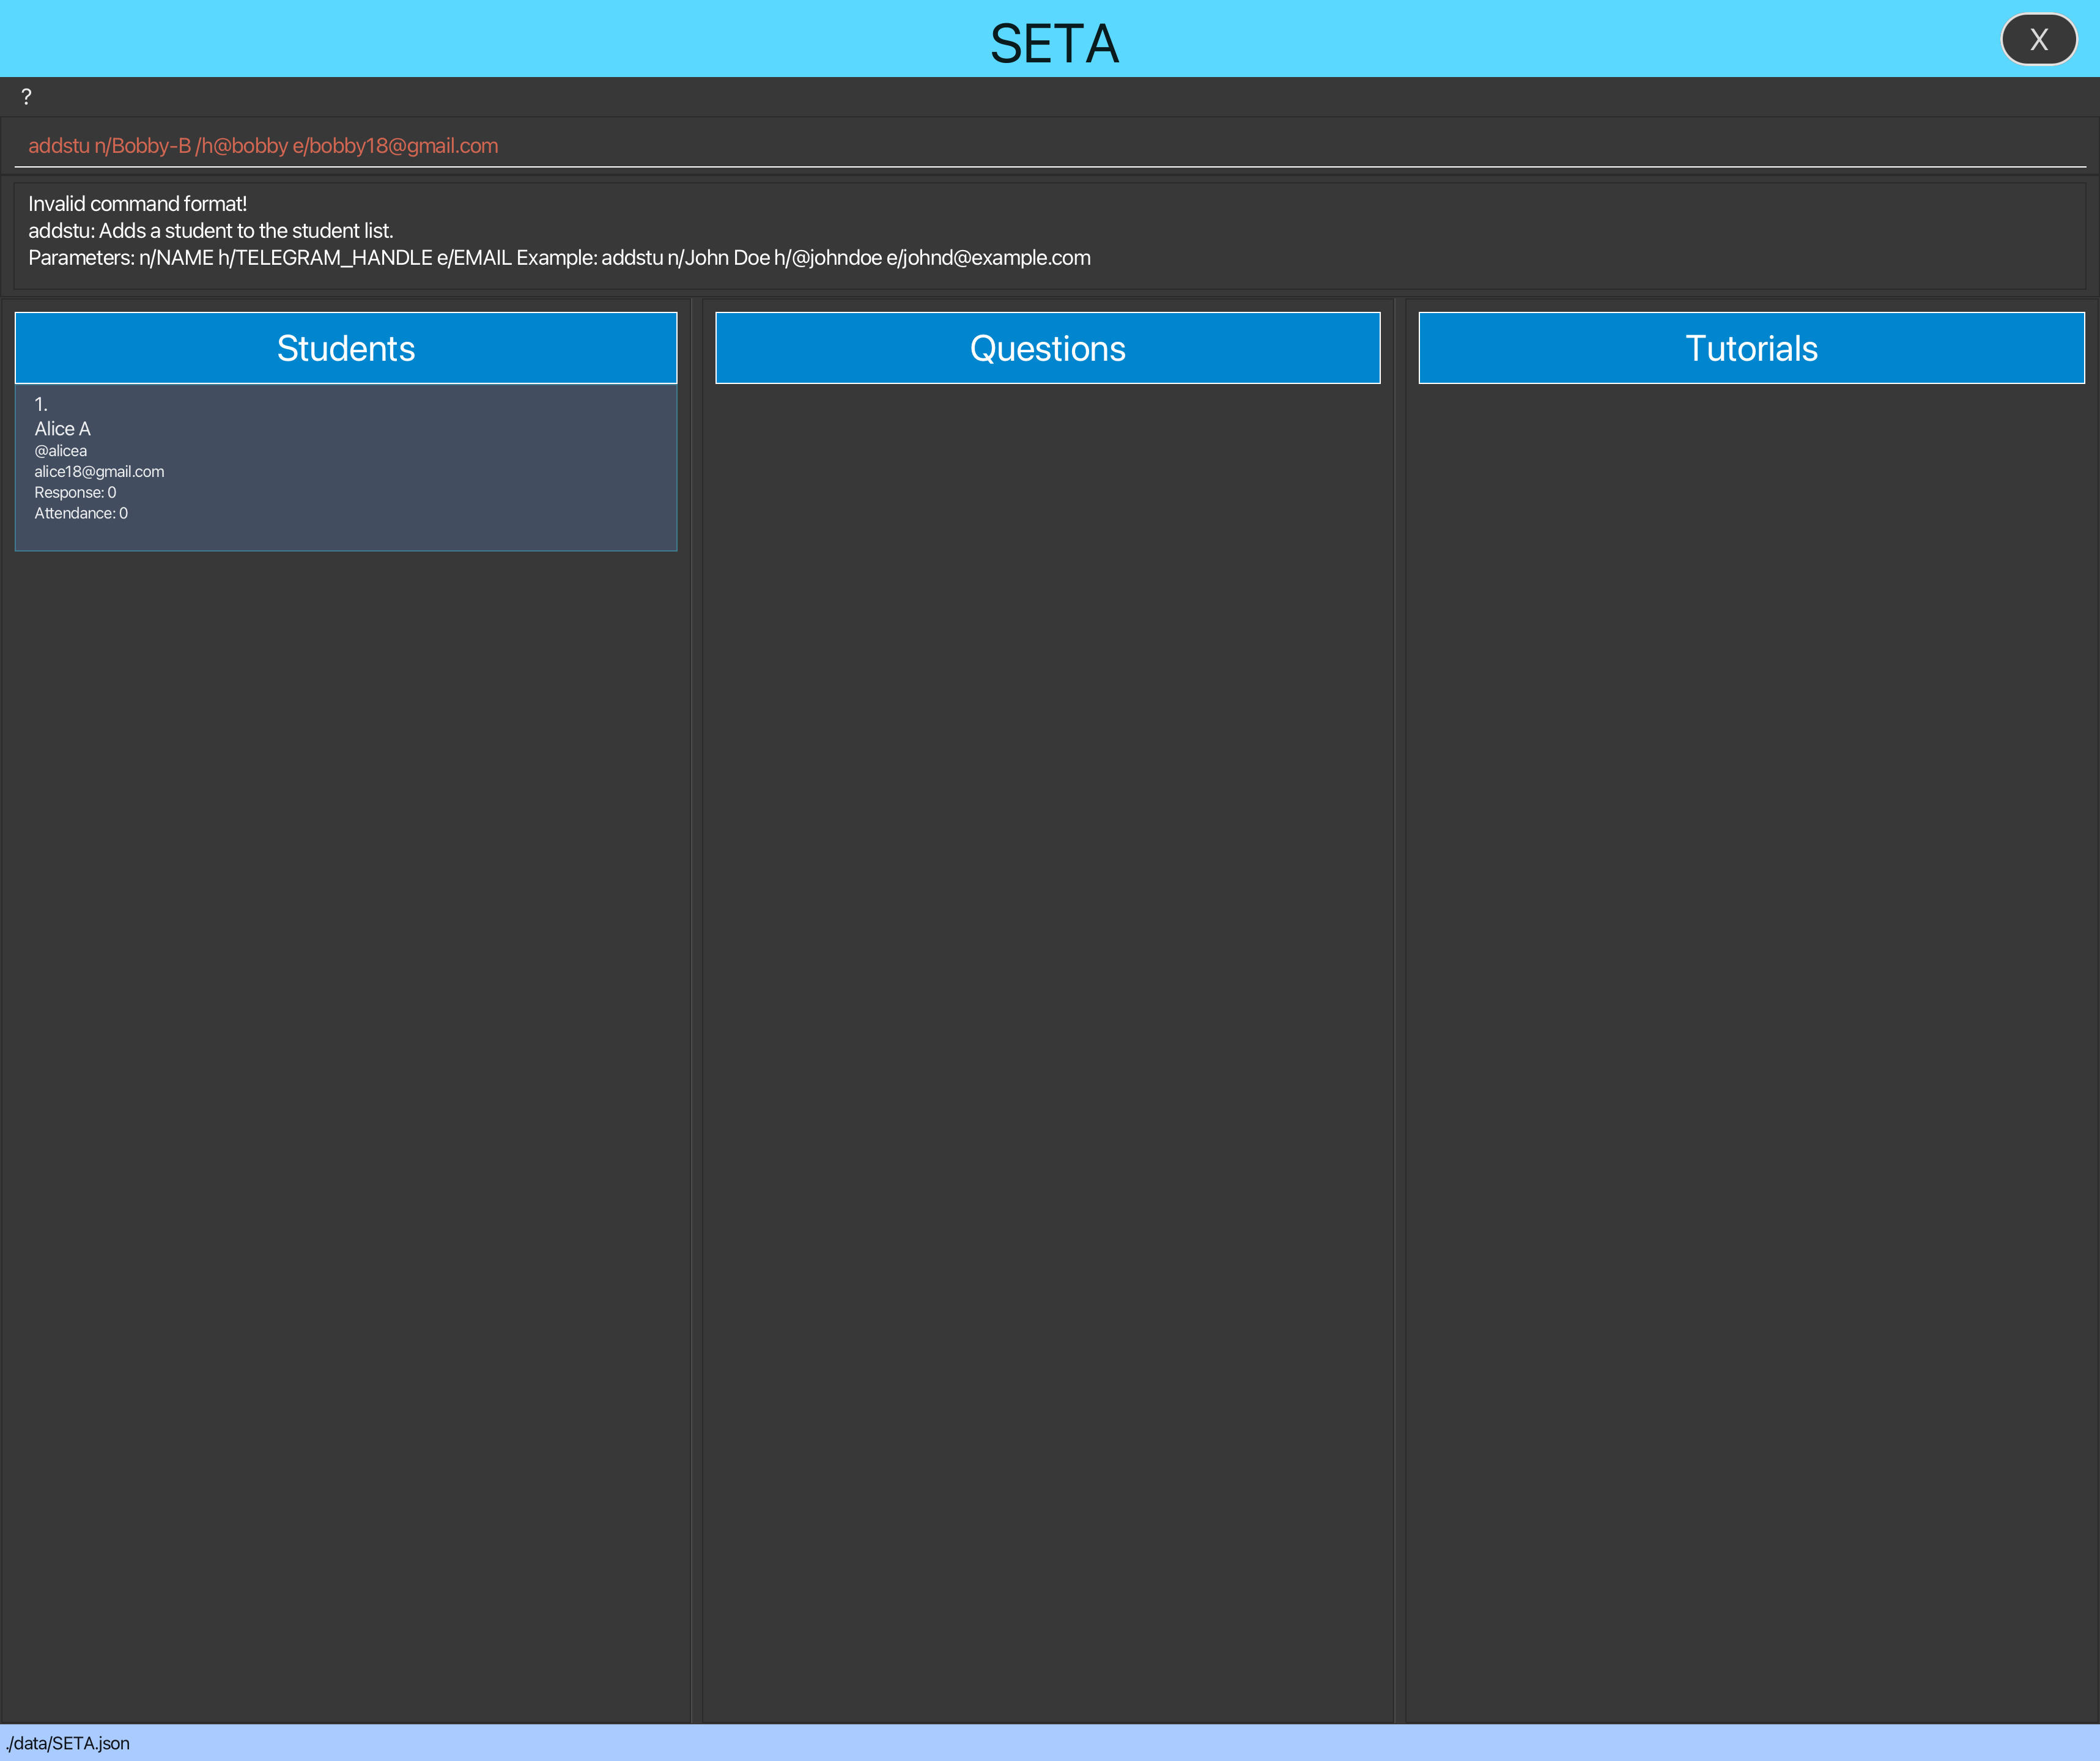 SETA
X
?
addstu n/Bobby-B /h@bobby e/bobby18@gmail.com
Invalid command format!
addstu: Adds a student to the student list.
Parameters: n/NAME h/TELEGRAM_HANDLE e/EMAIL Example: addstu n/John Doe h/@johndoe e/johnd@example.com
Students
Questions
Tutorials
1.
Alice A
@alicea
alice18@gmail.com
Response: 0
Attendance: 0
./data/SETA.json